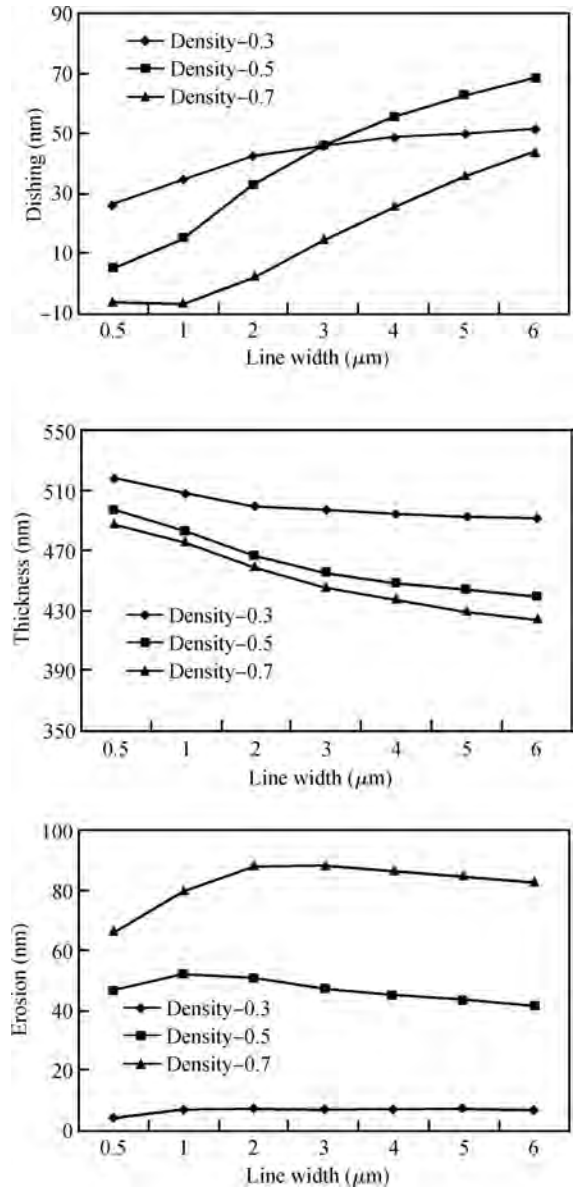 90
70
50
30
10
−10
Dishing (nm)
Density−0.3
Density−0.5
Density−0.7
0.5 1 2 3 4 5 6
Line width (μm)
550
510
470
430
390
350
Thickness (nm)
Density−0.3
Density−0.5
Density−0.7
0.5 1 2 3 4 5 6
Line width (μm)
100
80
60
40
20
0
Erosion (nm)
Density−0.3
Density−0.5
Density−0.7
0.5 1 2 3 4 5 6
Line width (μm)